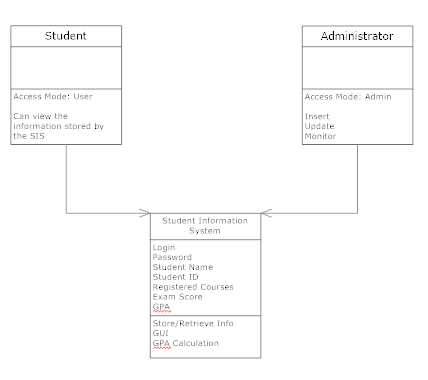 Student
Access Mode: User
Can view the
information stored by
the SIS
Administrator
Access Mode: Admin
Insert
Update
Monitor
Student Information
System
Login
Password
Student Name
Student ID
Registered Courses
Exam Score
GPA
Store/Retrieve Info
GUI
GPA Calculation